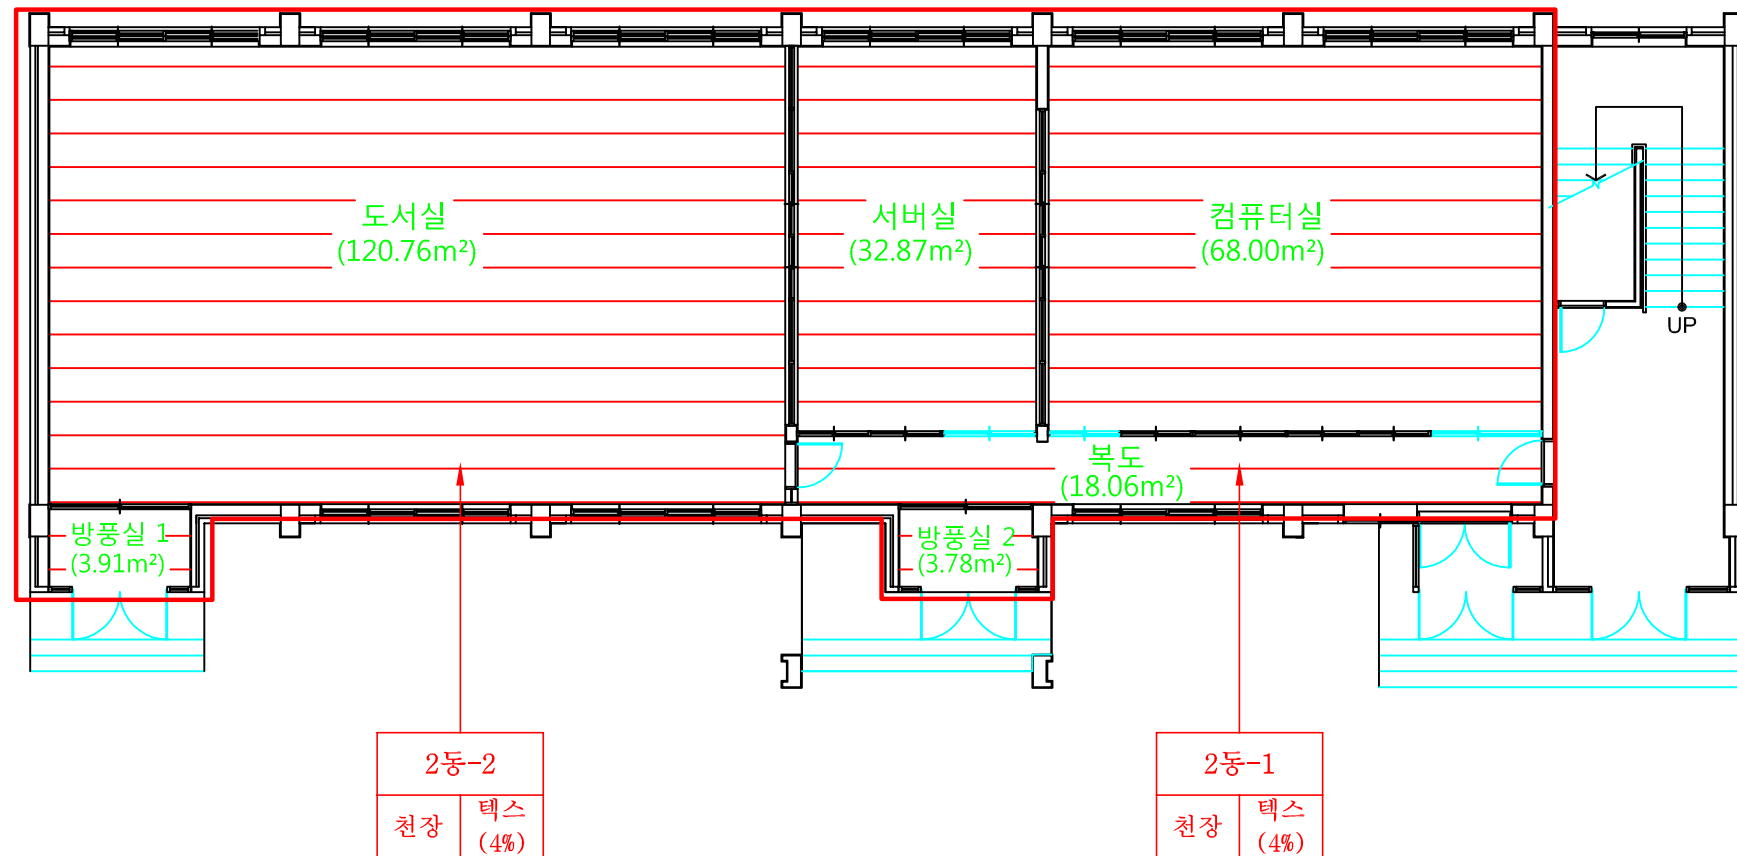 도서실
(120.76m²)
서버실
(32.87m²)
컴퓨터실
(68.00m²)
UP
복도
(18.06m²)
방풍실 1
(3.91m²)
방풍실 2
(3.78m²)
2동-2
천장
텍스
(4%)
2동-1
천장
텍스
(4%)